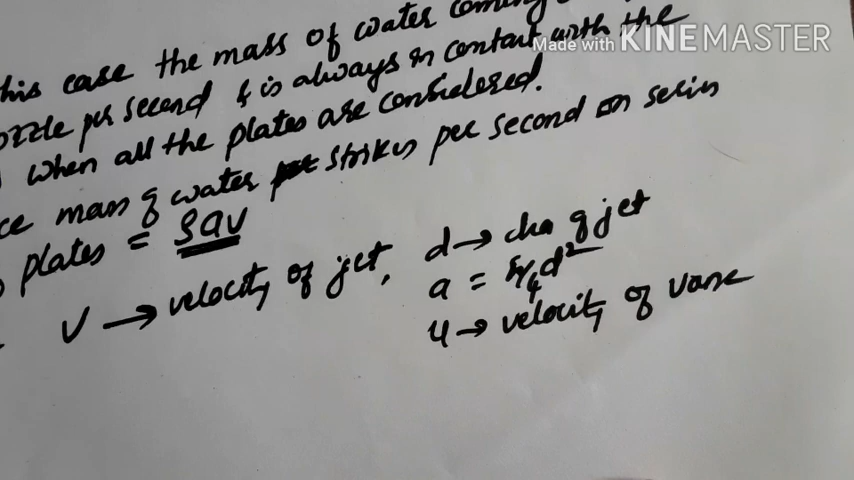 his case the mass of water coming
Made with KINEMASTER
ozzle per second & is always in contact with the
when all the plates are considered.
ce mass of water strikes per second on series
plates = ρav
V → velocity of jet,
d → dia of jet
a = π/4 d²
u → velocity of vane